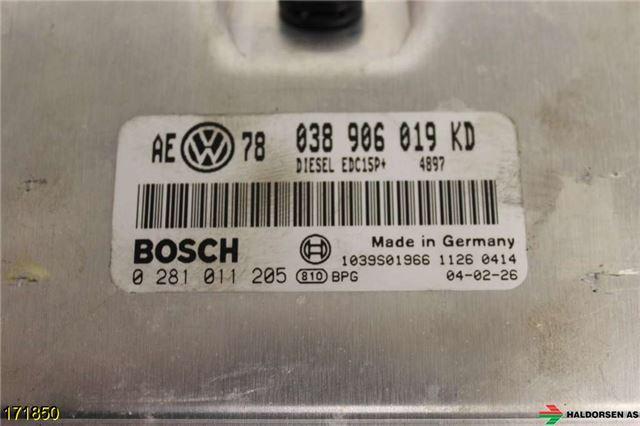 AE VW 78 038 906 019 KD
DIESEL EDC15P+ 4897
BOSCH
Made in Germany
1039S01966 1126 0414
0 281 011 205 810 BPG 04-02-26
171850
HALDORSEN AS